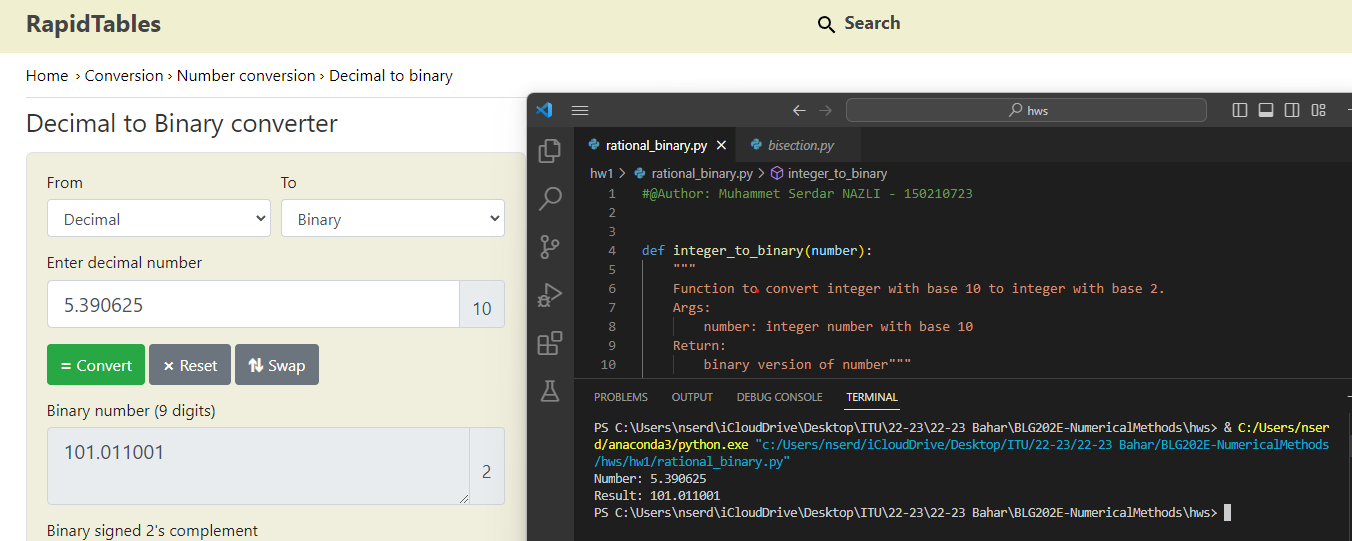 RapidTables
Search
Home › Conversion › Number conversion › Decimal to binary
Decimal to Binary converter
From
To
Decimal
Binary
Enter decimal number
5.390625
10
= Convert
× Reset
Swap
Binary number (9 digits)
101.011001
2
Binary signed 2's complement
hws
rational_binary.py
bisection.py
hw1 > rational_binary.py > integer_to_binary
1 #@Author: Muhammet Serdar NAZLI - 150210723
2
3
4 def integer_to_binary(number):
5 """
6 Function to convert integer with base 10 to integer with base 2.
7 Args:
8 number: integer number with base 10
9 Return:
10 binary version of number"""
PROBLEMS OUTPUT DEBUG CONSOLE TERMINAL
PS C:\Users\nserd\iCloudDrive\Desktop\ITU\22-23\22-23 Bahar\BLG202E-NumericalMethods\hws> & C:/Users/nser
d/anaconda3/python.exe "c:/Users/nserd/iCloudDrive/Desktop/ITU/22-23/22-23 Bahar/BLG202E-NumericalMethods
/hws/hw1/rational_binary.py"
Number: 5.390625
Result: 101.011001
PS C:\Users\nserd\iCloudDrive\Desktop\ITU\22-23\22-23 Bahar\BLG202E-NumericalMethods\hws>